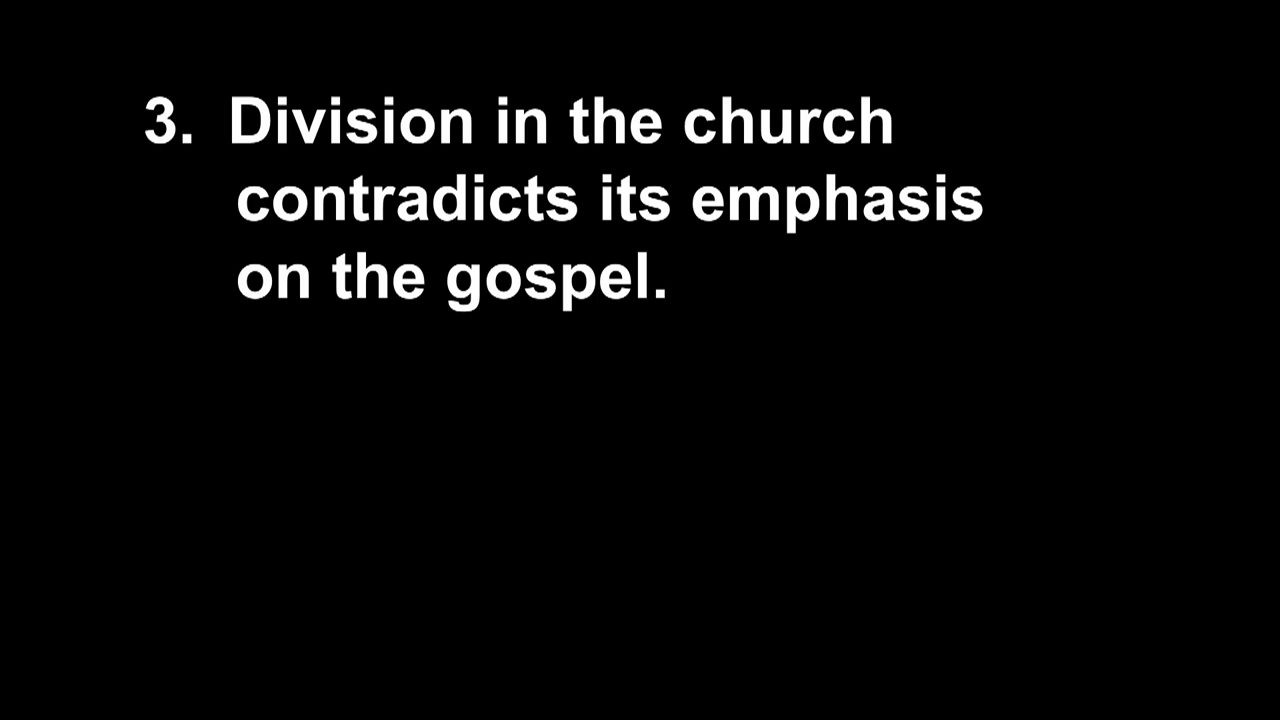 3. Division in the church
contradicts its emphasis
on the gospel.